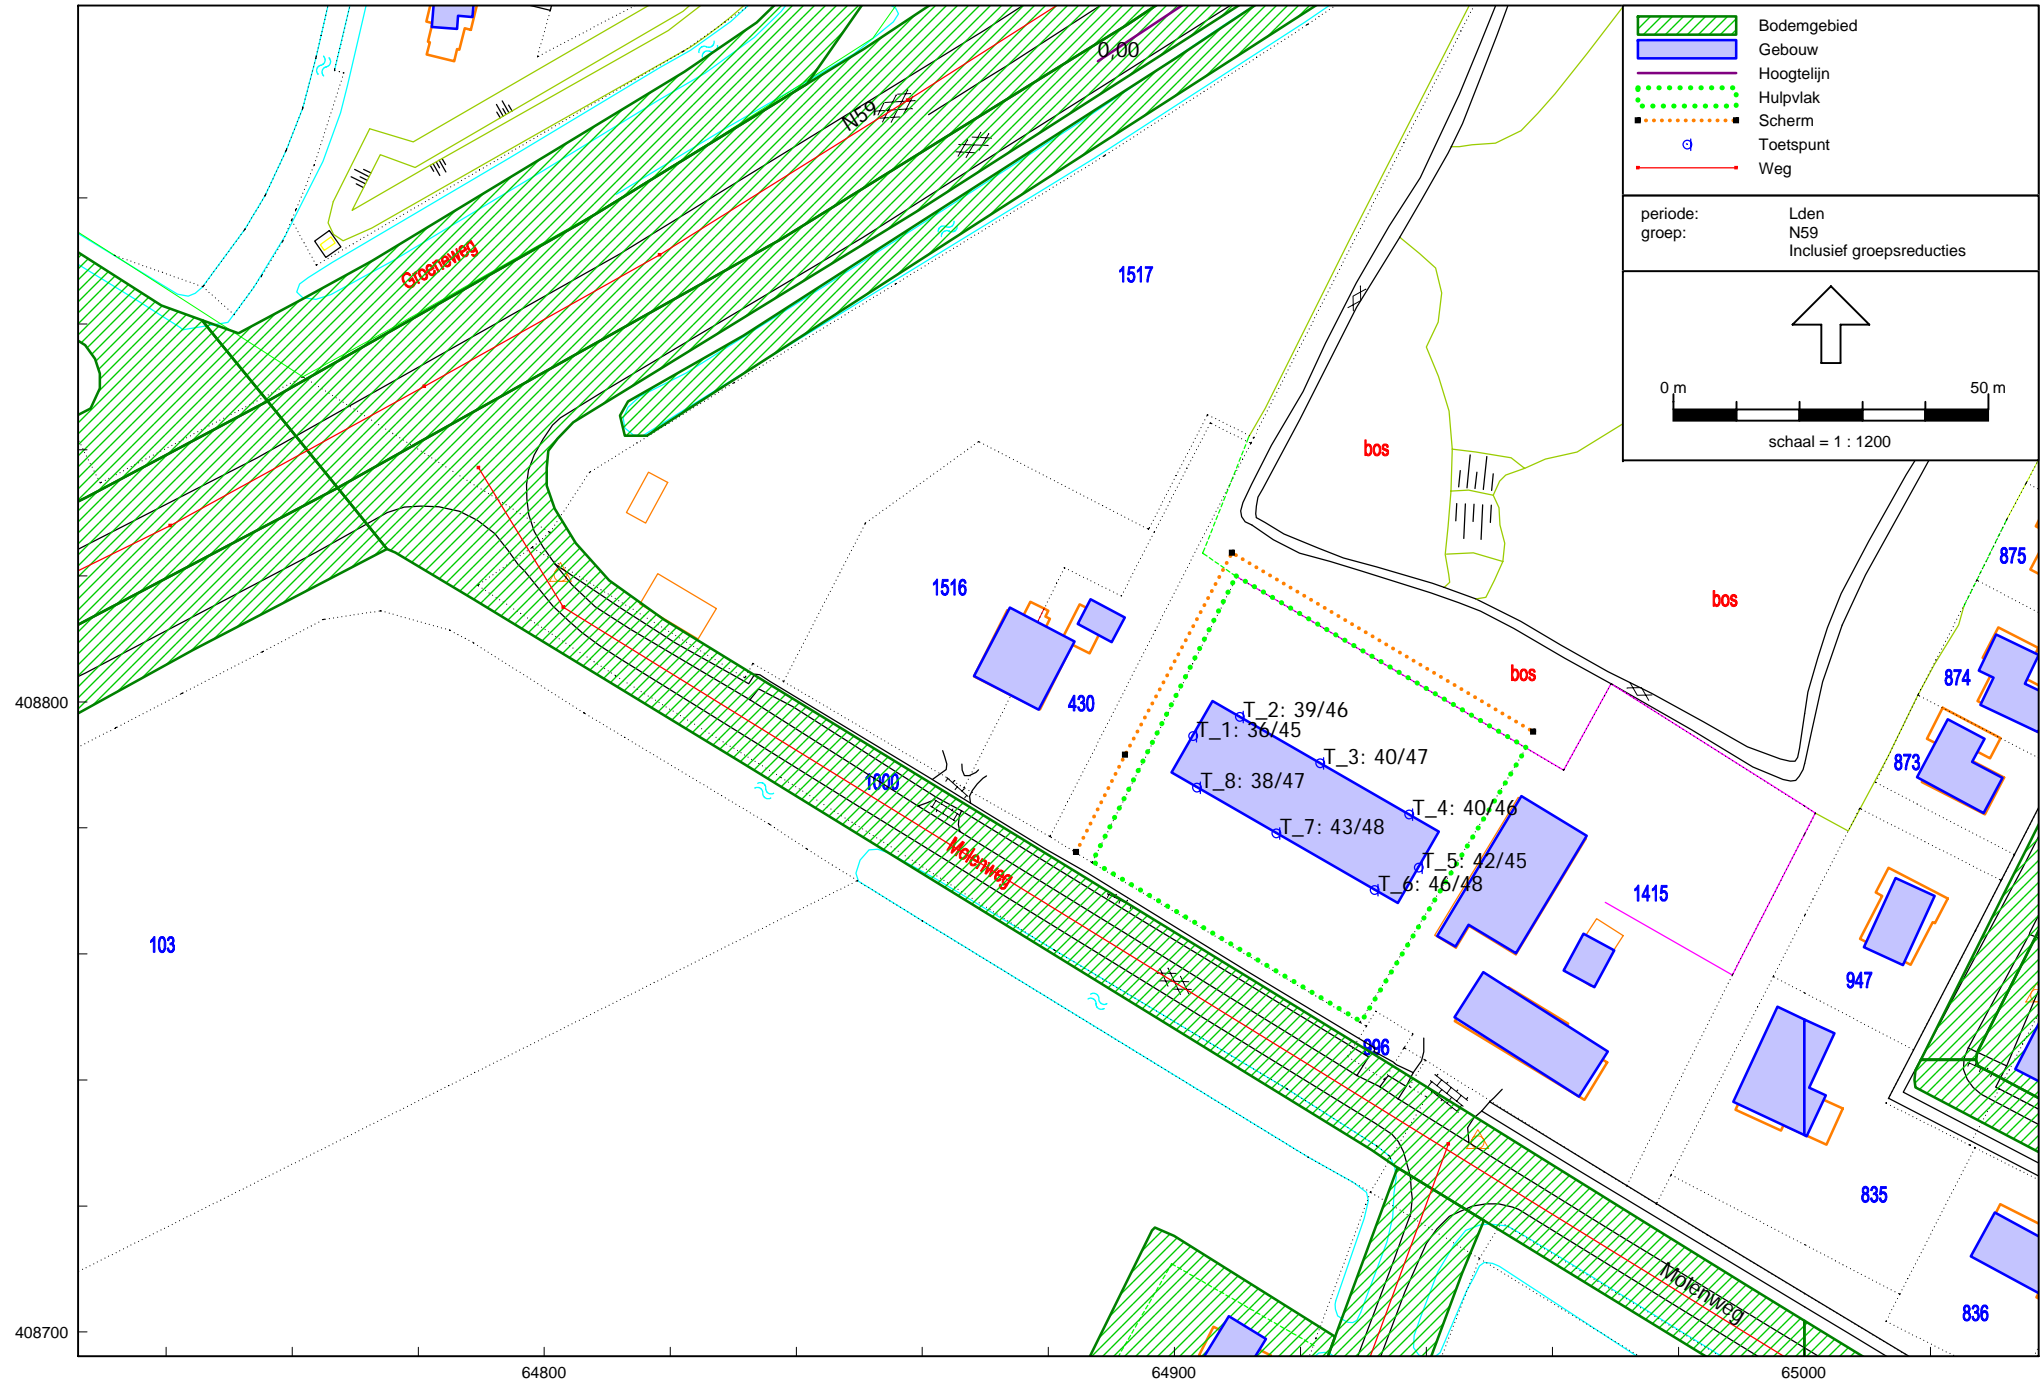 Bodemgebied
Gebouw
Hoogtelijn
Hulpvlak
Scherm
Toetspunt
Weg
periode: Lden
groep: N59
Inclusief groepsreducties
0 m 50 m
schaal = 1 : 1200
0,00
N59
Groeneweg
1517
bos
875
1516
bos
874
430
bos
408800
T_2: 39/46
T_1: 36/45
T_3: 40/47
873
1000
T_8: 38/47
T_4: 40/46
T_7: 43/48
Molenweg
T_5: 42/45
T_6: 46/48
1415
103
947
996
835
Molenweg
836
408700
64800 64900 65000